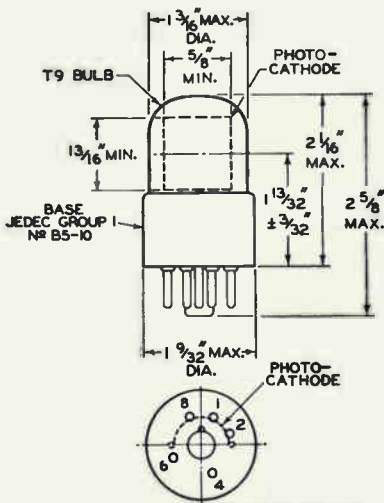 1 3/16" MAX.
DIA.
5/8"
MIN.
PHOTO-
CATHODE
T9 BULB
13/16" MIN.
2 1/16"
MAX.
2 5/8"
MAX.
1 13/32"
± 3/32"
BASE
JEDEC GROUP 1
Nº B5-10
1 9/32" MAX.
DIA.
PHOTO-
CATHODE
8
1
2
6
4